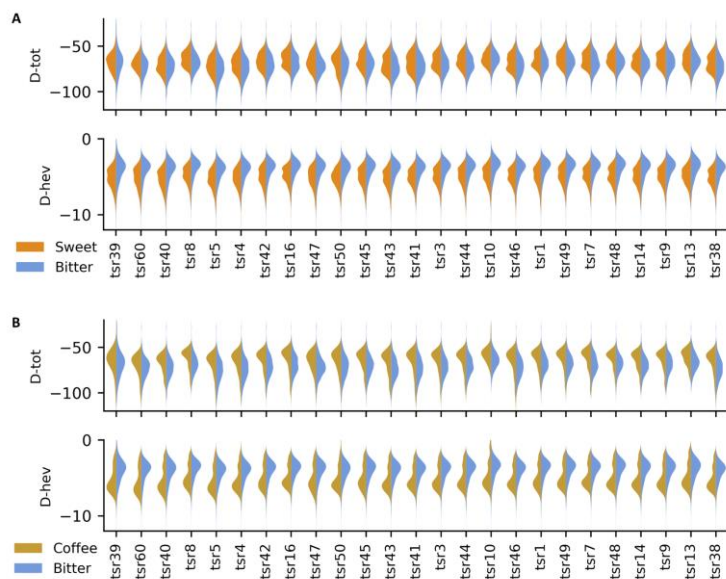 A
D-tot
−50
−100
D-hev
0
−10
Sweet
Bitter
tsr39 tsr60 tsr40 tsr8 tsr5 tsr4 tsr42 tsr16 tsr47 tsr50 tsr45 tsr43 tsr41 tsr3 tsr44 tsr10 tsr46 tsr1 tsr49 tsr7 tsr48 tsr14 tsr9 tsr13 tsr38
B
D-tot
−50
−100
D-hev
0
−10
Coffee
Bitter
tsr39 tsr60 tsr40 tsr8 tsr5 tsr4 tsr42 tsr16 tsr47 tsr50 tsr45 tsr43 tsr41 tsr3 tsr44 tsr10 tsr46 tsr1 tsr49 tsr7 tsr48 tsr14 tsr9 tsr13 tsr38